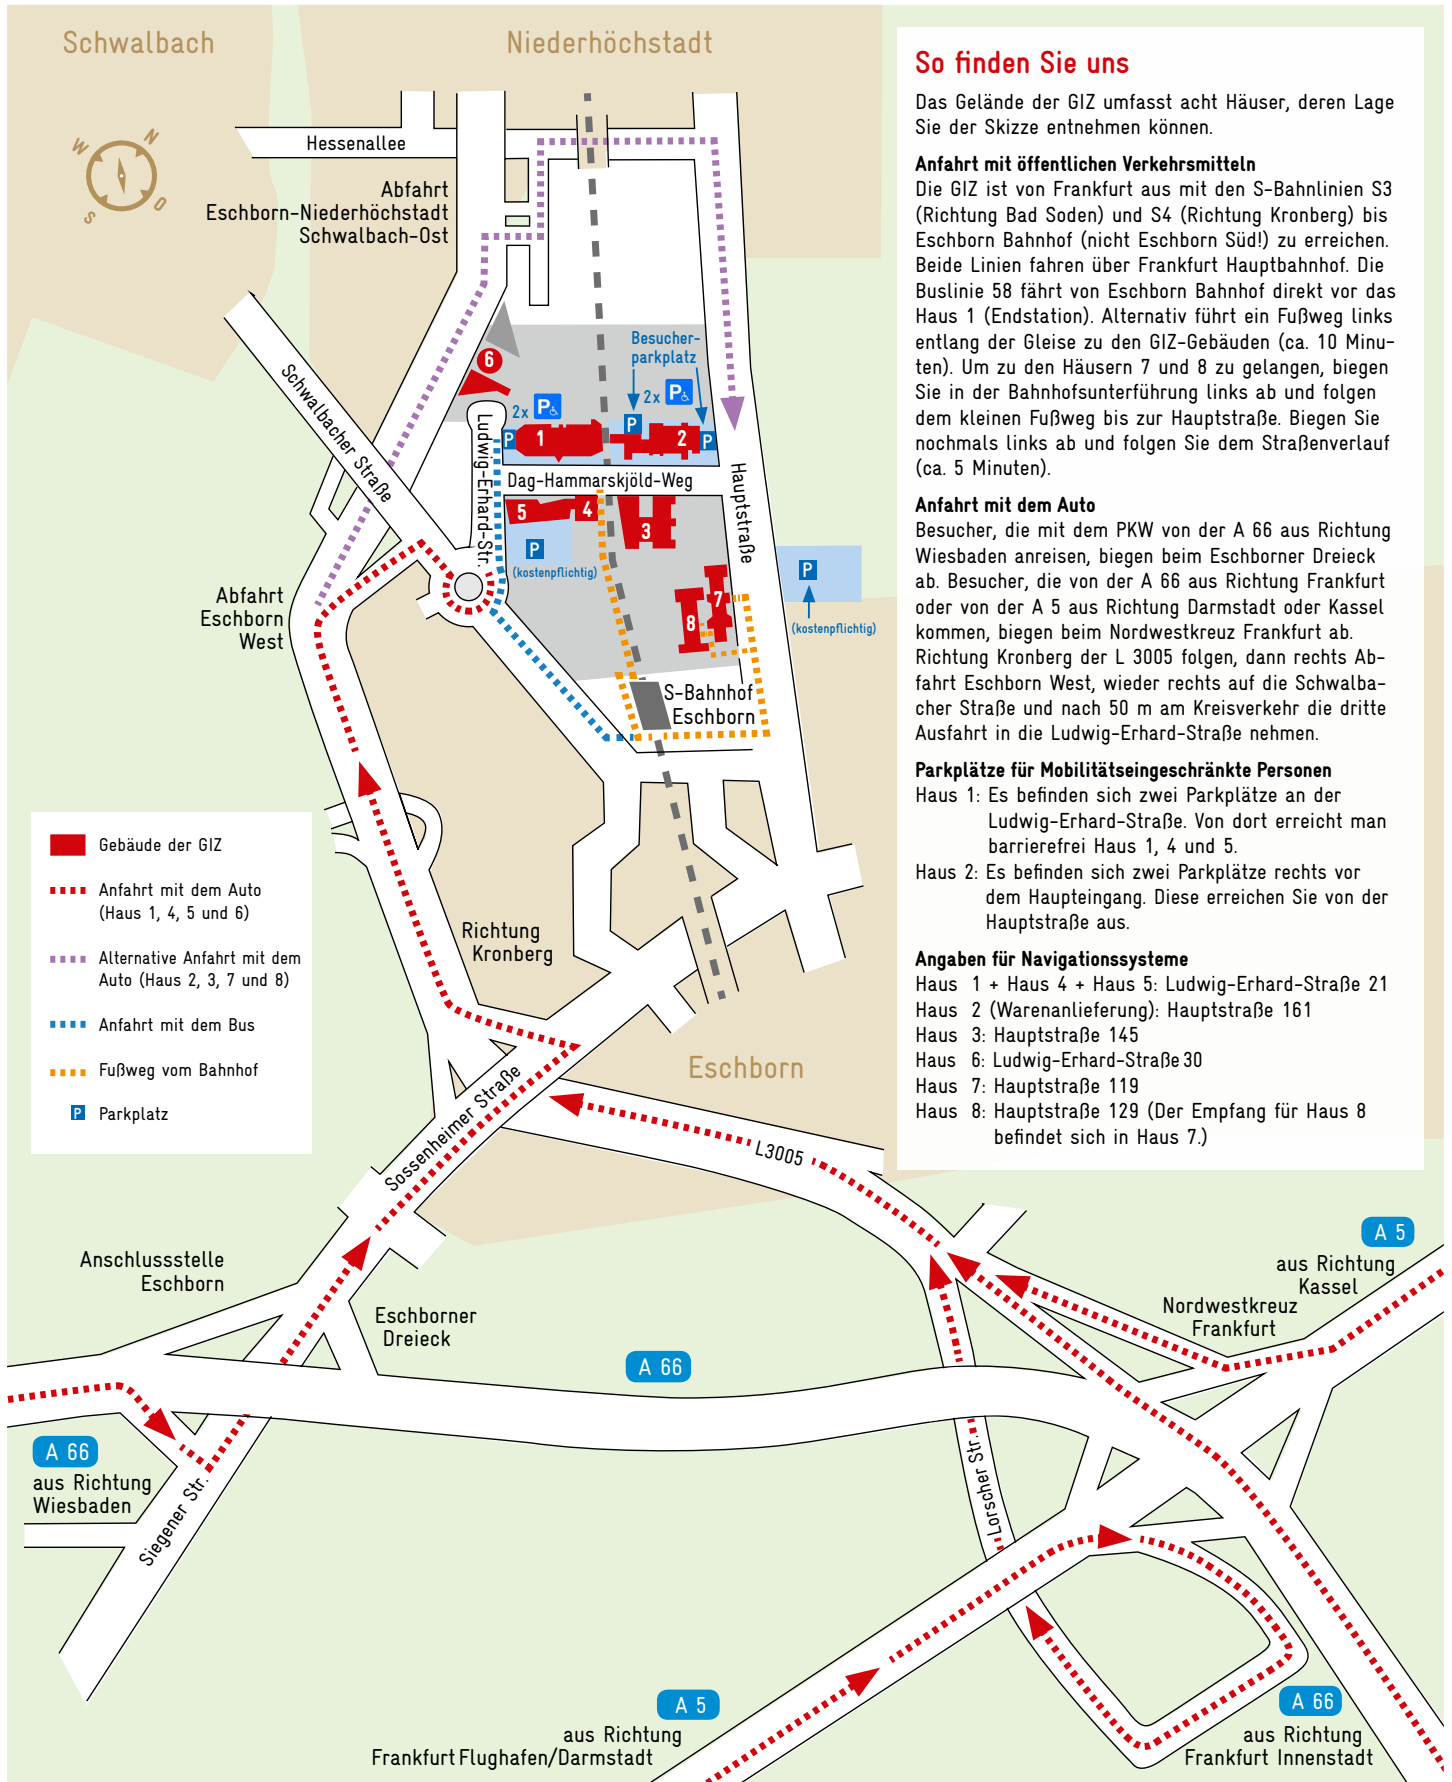 Schwalbach
Niederhöchstadt
N
W
O
S
Hessenallee
Abfahrt
Eschborn-Niederhöchstadt
Schwalbach-Ost
Schwalbacher Straße
6
Besucher-
parkplatz
2x P
2x P
P
1
P
2
P
Ludwig-Erhard-Str.
Dag-Hammarskjöld-Weg
Hauptstraße
5
4
3
P
(kostenpflichtig)
P
(kostenpflichtig)
7
8
Abfahrt
Eschborn
West
S-Bahnhof
Eschborn
Gebäude der GIZ
Anfahrt mit dem Auto
(Haus 1, 4, 5 und 6)
Alternative Anfahrt mit dem
Auto (Haus 2, 3, 7 und 8)
Anfahrt mit dem Bus
Fußweg vom Bahnhof
P Parkplatz
Richtung
Kronberg
Eschborn
Sossenheimer Straße
L3005
Anschlussstelle
Eschborn
Eschborner
Dreieck
A 66
A 66
aus Richtung
Wiesbaden
Siegener Str.
Lorscher Str.
A 5
aus Richtung
Kassel
Nordwestkreuz
Frankfurt
A 5
aus Richtung
Frankfurt Flughafen/Darmstadt
A 66
aus Richtung
Frankfurt Innenstadt
So finden Sie uns
Das Gelände der GIZ umfasst acht Häuser, deren Lage
Sie der Skizze entnehmen können.
Anfahrt mit öffentlichen Verkehrsmitteln
Die GIZ ist von Frankfurt aus mit den S-Bahnlinien S3
(Richtung Bad Soden) und S4 (Richtung Kronberg) bis
Eschborn Bahnhof (nicht Eschborn Süd!) zu erreichen.
Beide Linien fahren über Frankfurt Hauptbahnhof. Die
Buslinie 58 fährt von Eschborn Bahnhof direkt vor das
Haus 1 (Endstation). Alternativ führt ein Fußweg links
entlang der Gleise zu den GIZ-Gebäuden (ca. 10 Minu-
ten). Um zu den Häusern 7 und 8 zu gelangen, biegen
Sie in der Bahnhofsunterführung links ab und folgen
dem kleinen Fußweg bis zur Hauptstraße. Biegen Sie
nochmals links ab und folgen Sie dem Straßenverlauf
(ca. 5 Minuten).
Anfahrt mit dem Auto
Besucher, die mit dem PKW von der A 66 aus Richtung
Wiesbaden anreisen, biegen beim Eschborner Dreieck
ab. Besucher, die von der A 66 aus Richtung Frankfurt
oder von der A 5 aus Richtung Darmstadt oder Kassel
kommen, biegen beim Nordwestkreuz Frankfurt ab.
Richtung Kronberg der L 3005 folgen, dann rechts Ab-
fahrt Eschborn West, wieder rechts auf die Schwalba-
cher Straße und nach 50 m am Kreisverkehr die dritte
Ausfahrt in die Ludwig-Erhard-Straße nehmen.
Parkplätze für Mobilitätseingeschränkte Personen
Haus 1: Es befinden sich zwei Parkplätze an der
Ludwig-Erhard-Straße. Von dort erreicht man
barrierefrei Haus 1, 4 und 5.
Haus 2: Es befinden sich zwei Parkplätze rechts vor
dem Haupteingang. Diese erreichen Sie von der
Hauptstraße aus.
Angaben für Navigationssysteme
Haus 1 + Haus 4 + Haus 5: Ludwig-Erhard-Straße 21
Haus 2 (Warenanlieferung): Hauptstraße 161
Haus 3: Hauptstraße 145
Haus 6: Ludwig-Erhard-Straße 30
Haus 7: Hauptstraße 119
Haus 8: Hauptstraße 129 (Der Empfang für Haus 8
befindet sich in Haus 7.)